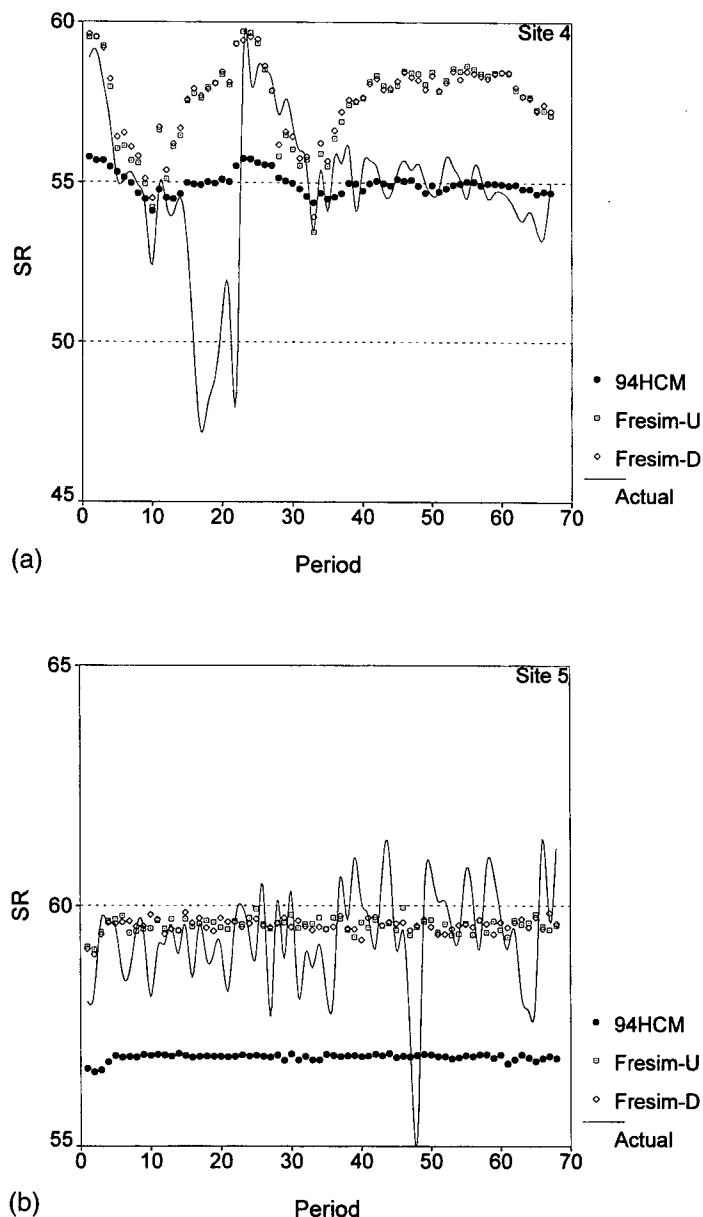 Site 4
60
55
50
45
SR
0 10 20 30 40 50 60 70
Period
94HCM
Fresim-U
Fresim-D
Actual
(a)
Site 5
65
60
55
SR
0 10 20 30 40 50 60 70
Period
94HCM
Fresim-U
Fresim-D
Actual
(b)